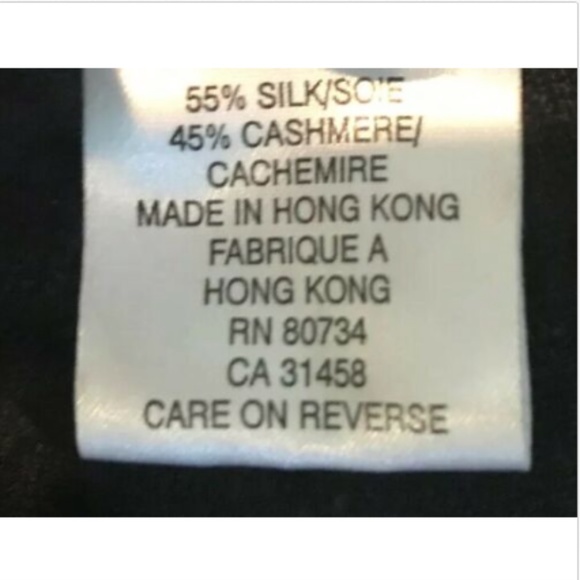 55% SILK/SOIE
45% CASHMERE/
CACHEMIRE
MADE IN HONG KONG
FABRIQUE A
HONG KONG
RN 80734
CA 31458
CARE ON REVERSE